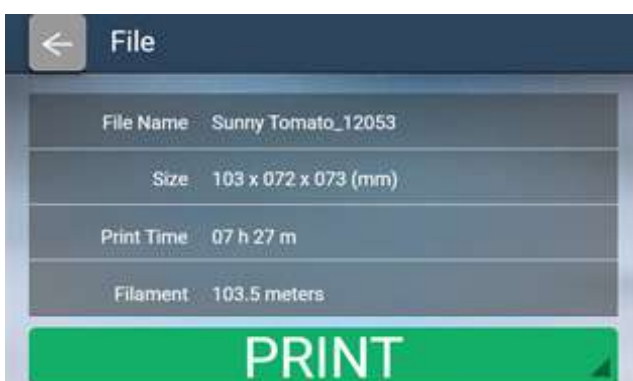 File
File Name Sunny Tomato_12053
Size 103 x 072 x 073 (mm)
Print Time 07 h 27 m
Filament 103.5 meters
PRINT